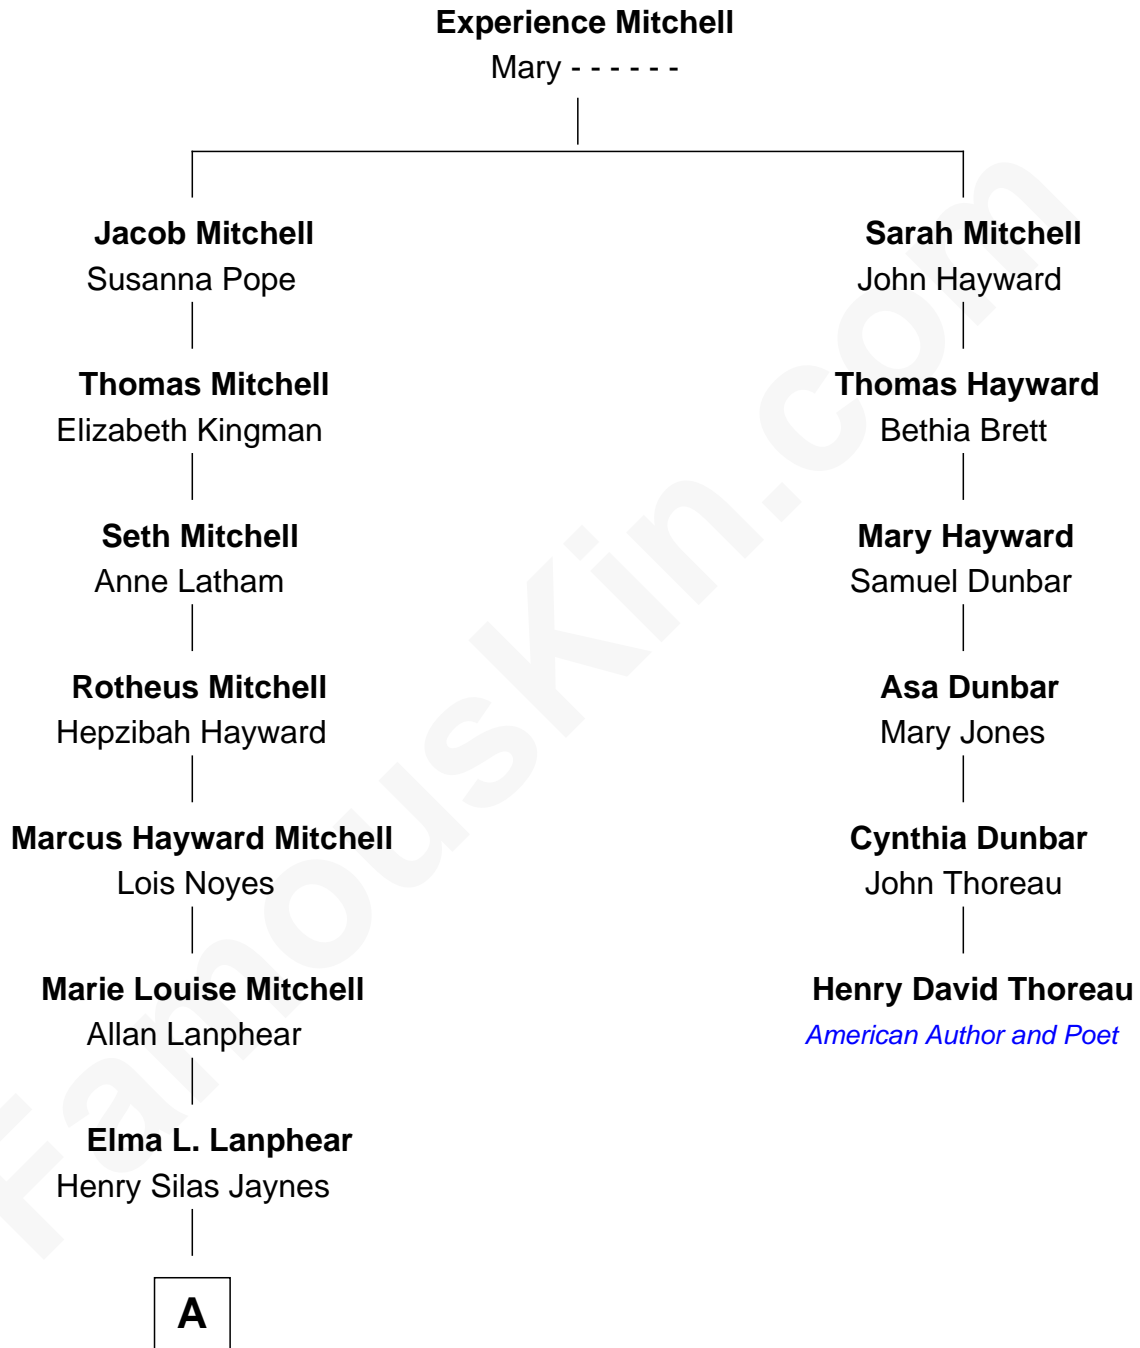 Experience Mitchell
Mary - - - - - -
Jacob Mitchell
Susanna Pope
Thomas Mitchell
Elizabeth Kingman
Seth Mitchell
Anne Latham
Rotheus Mitchell
Hepzibah Hayward
Marcus Hayward Mitchell
Lois Noyes
Marie Louise Mitchell
Allan Lanphear
Elma L. Lanphear
Henry Silas Jaynes
A
Sarah Mitchell
John Hayward
Thomas Hayward
Bethia Brett
Mary Hayward
Samuel Dunbar
Asa Dunbar
Mary Jones
Cynthia Dunbar
John Thoreau
Henry David Thoreau
American Author and Poet
FamousKin.com